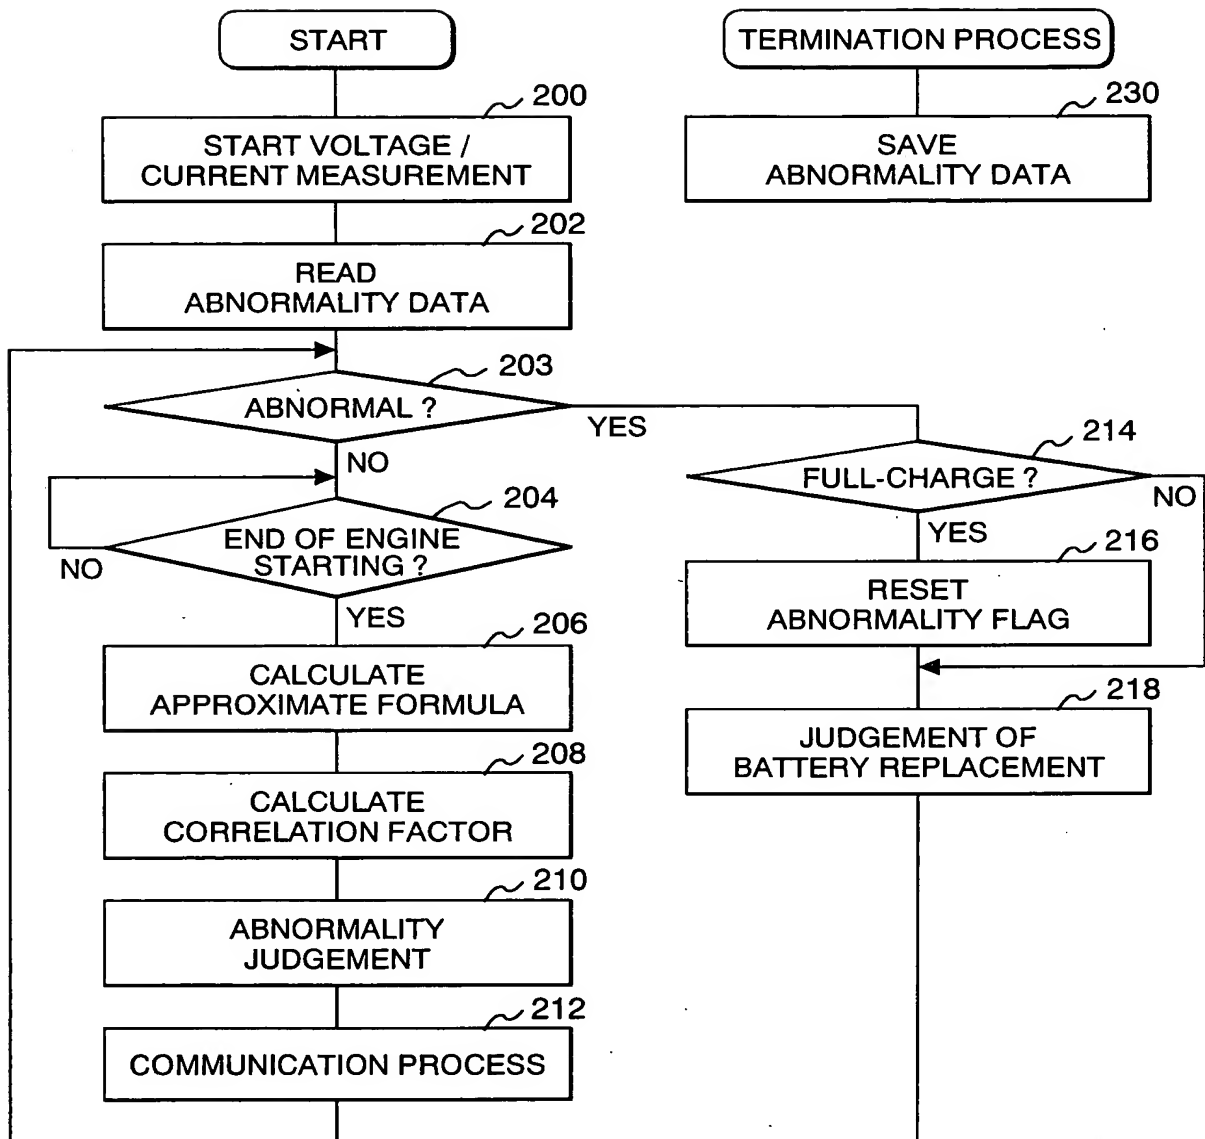 START
200
START VOLTAGE /
CURRENT MEASUREMENT
202
READ
ABNORMALITY DATA
203
ABNORMAL ?
YES
NO
204
END OF ENGINE
STARTING ?
NO
YES
206
CALCULATE
APPROXIMATE FORMULA
208
CALCULATE
CORRELATION FACTOR
210
ABNORMALITY
JUDGEMENT
212
COMMUNICATION PROCESS
TERMINATION PROCESS
230
SAVE
ABNORMALITY DATA
214
FULL-CHARGE ?
NO
YES
216
RESET
ABNORMALITY FLAG
218
JUDGEMENT OF
BATTERY REPLACEMENT